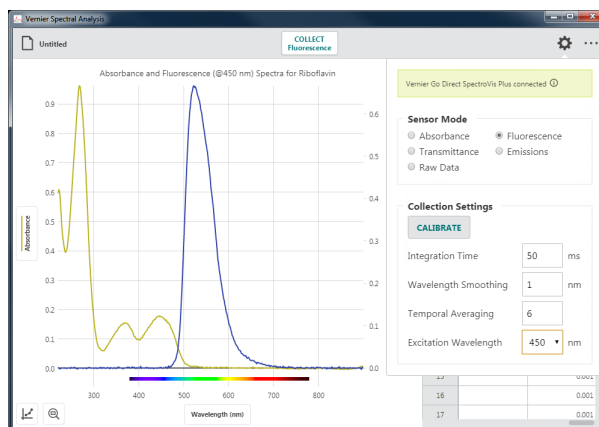 Vernier Spectral Analysis
Untitled
COLLECT
Fluorescence
Absorbance and Fluorescence (@450 nm) Spectra for Riboflavin
0.9
0.8
0.7
0.6
0.5
0.4
0.3
0.2
0.1
0.0
Absorbance
0.6
0.5
0.4
0.3
0.2
0.1
0.0
300
400
500
600
700
800
Wavelength (nm)
Vernier Go Direct SpectroVis Plus connected
Sensor Mode
Absorbance Fluorescence
Transmittance Emissions
Raw Data
Collection Settings
CALIBRATE
Integration Time 50 ms
Wavelength Smoothing 1 nm
Temporal Averaging 6
Excitation Wavelength 450 nm
15 0.001
16 0.001
17 0.001